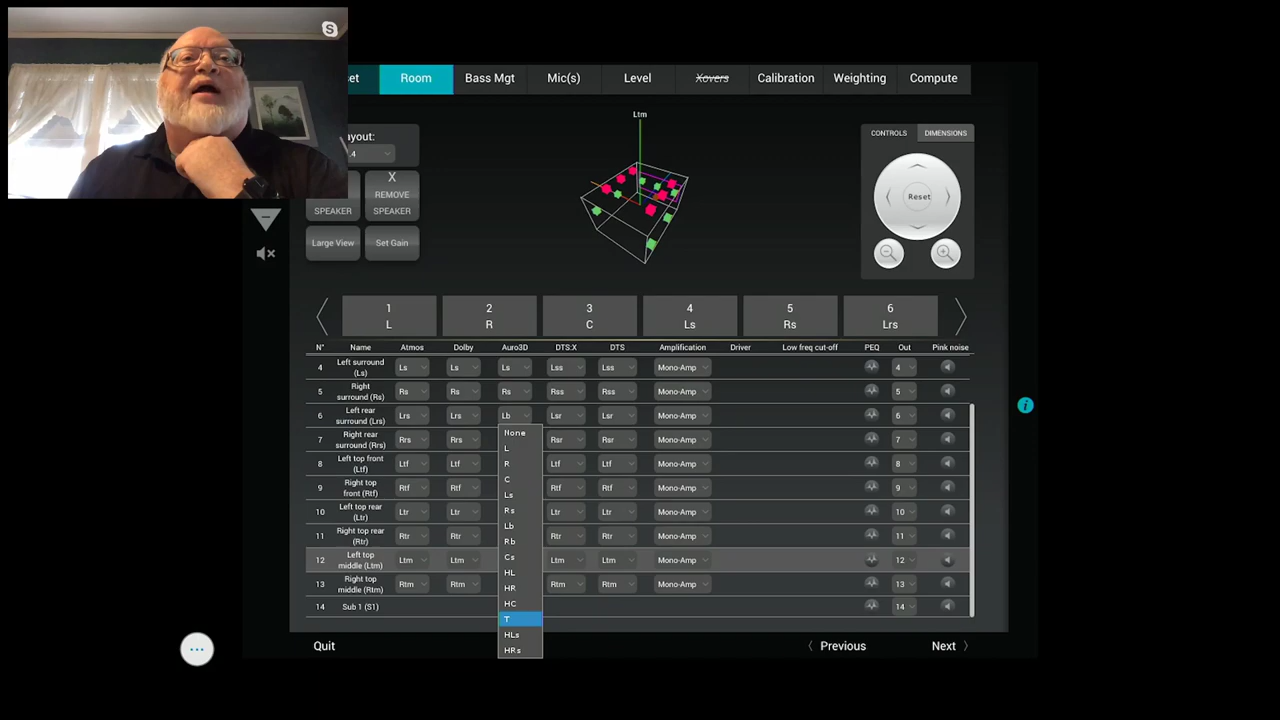 et
Room
Bass Mgt
Mic(s)
Level
Xovers
Calibration
Weighting
Compute
ayout:
.4
SPEAKER
X
REMOVE
SPEAKER
Large View
Set Gain
Ltm
CONTROLS
DIMENSIONS
Reset
1
L
2
R
3
C
4
Ls
5
Rs
6
Lrs
N° Name Atmos Dolby Auro3D DTS:X DTS Amplification Driver Low freq cut-off PEQ Out Pink noise
4 Left surround (Ls) Ls Ls Ls Lss Lss Mono-Amp 4
5 Right surround (Rs) Rs Rs Rs Rss Rss Mono-Amp 5
6 Left rear surround (Lrs) Lrs Lrs Lb Lsr Lsr Mono-Amp 6
7 Right rear surround (Rrs) Rrs Rrs Rsr Rsr Mono-Amp 7
8 Left top front (Ltf) Ltf Ltf Ltf Ltf Mono-Amp 8
9 Right top front (Rtf) Rtf Rtf Rtf Rtf Mono-Amp 9
10 Left top rear (Ltr) Ltr Ltr Ltr Ltr Mono-Amp 10
11 Right top rear (Rtr) Rtr Rtr Rtr Rtr Mono-Amp 11
12 Left top middle (Ltm) Ltm Ltm Ltm Ltm Mono-Amp 12
13 Right top middle (Rtm) Rtm Rtm Rtm Rtm Mono-Amp 13
14 Sub 1 (S1) 14
None
L
R
C
Ls
Rs
Lb
Rb
Cs
HL
HR
HC
T
HLs
HRs
Quit
Previous
Next
i
S